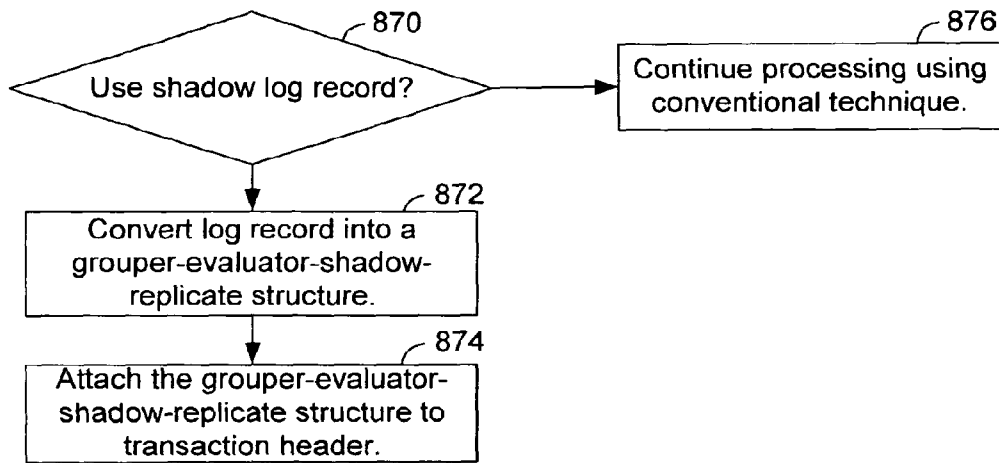 870
Use shadow log record?
876
Continue processing using
conventional technique.
872
Convert log record into a
grouper-evaluator-shadow-
replicate structure.
874
Attach the grouper-evaluator-
shadow-replicate structure to
transaction header.